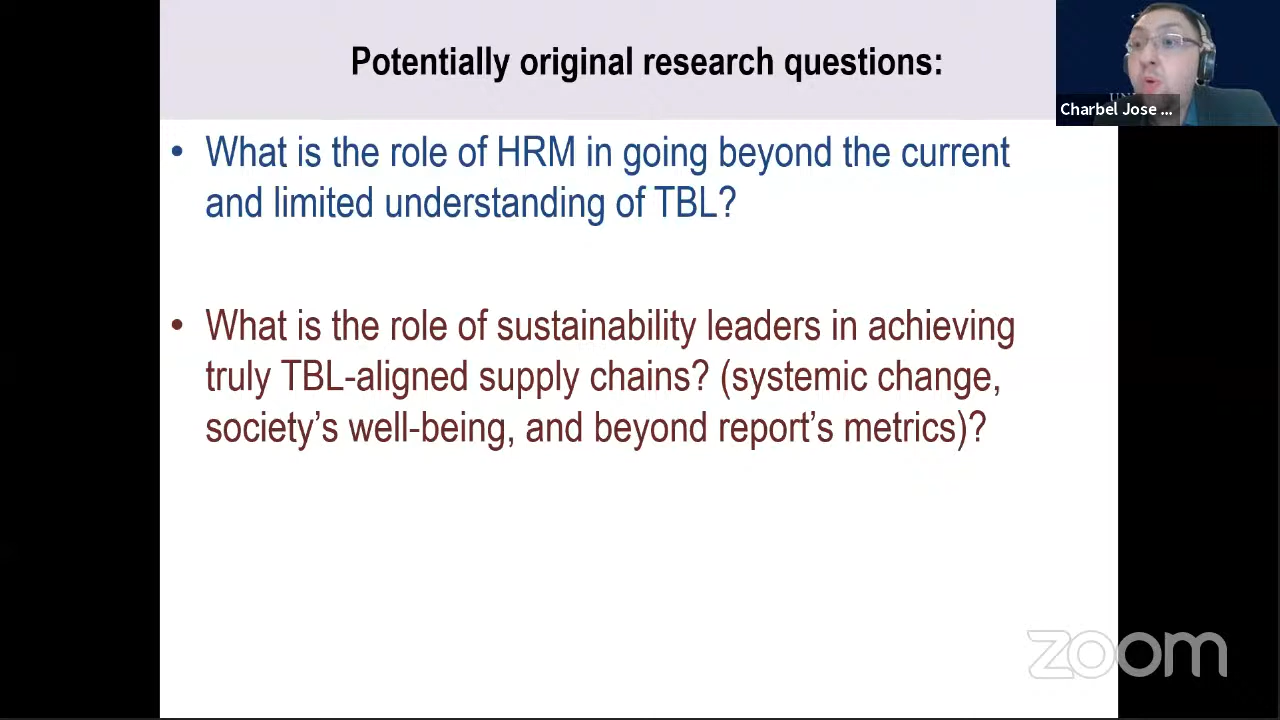 Potentially original research questions:
• What is the role of HRM in going beyond the current
and limited understanding of TBL?
• What is the role of sustainability leaders in achieving
truly TBL-aligned supply chains? (systemic change,
society’s well-being, and beyond report’s metrics)?
Charbel Jose ...
zoom